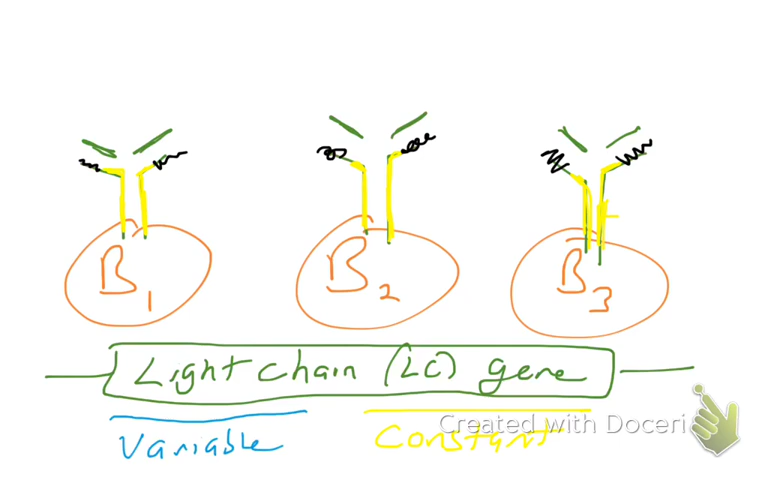 B1 B2 B3
Light chain (LC) gene
Variable Constant
Created with Doceri